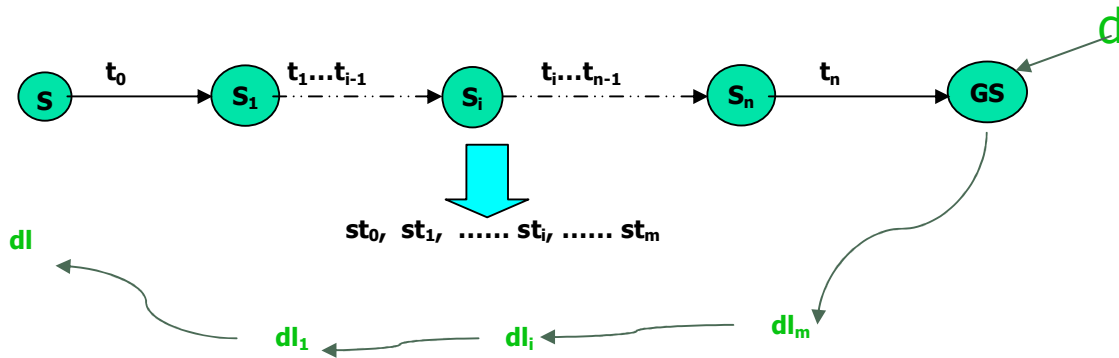 d
t₀ t₁...tᵢ₋₁ tᵢ...tₙ₋₁ tₙ
S S₁ Sᵢ Sₙ GS
st₀, st₁, ...... stᵢ, ...... stₘ
dl
dl₁ dlᵢ dlₘ